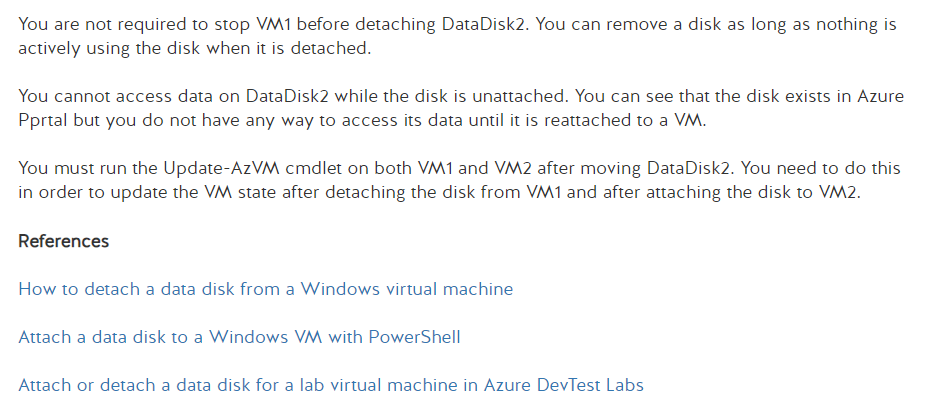 You are not required to stop VM1 before detaching DataDisk2. You can remove a disk as long as nothing is
actively using the disk when it is detached.
You cannot access data on DataDisk2 while the disk is unattached. You can see that the disk exists in Azure
Pprtal but you do not have any way to access its data until it is reattached to a VM.
You must run the Update-AzVM cmdlet on both VM1 and VM2 after moving DataDisk2. You need to do this
in order to update the VM state after detaching the disk from VM1 and after attaching the disk to VM2.
References
How to detach a data disk from a Windows virtual machine
Attach a data disk to a Windows VM with PowerShell
Attach or detach a data disk for a lab virtual machine in Azure DevTest Labs